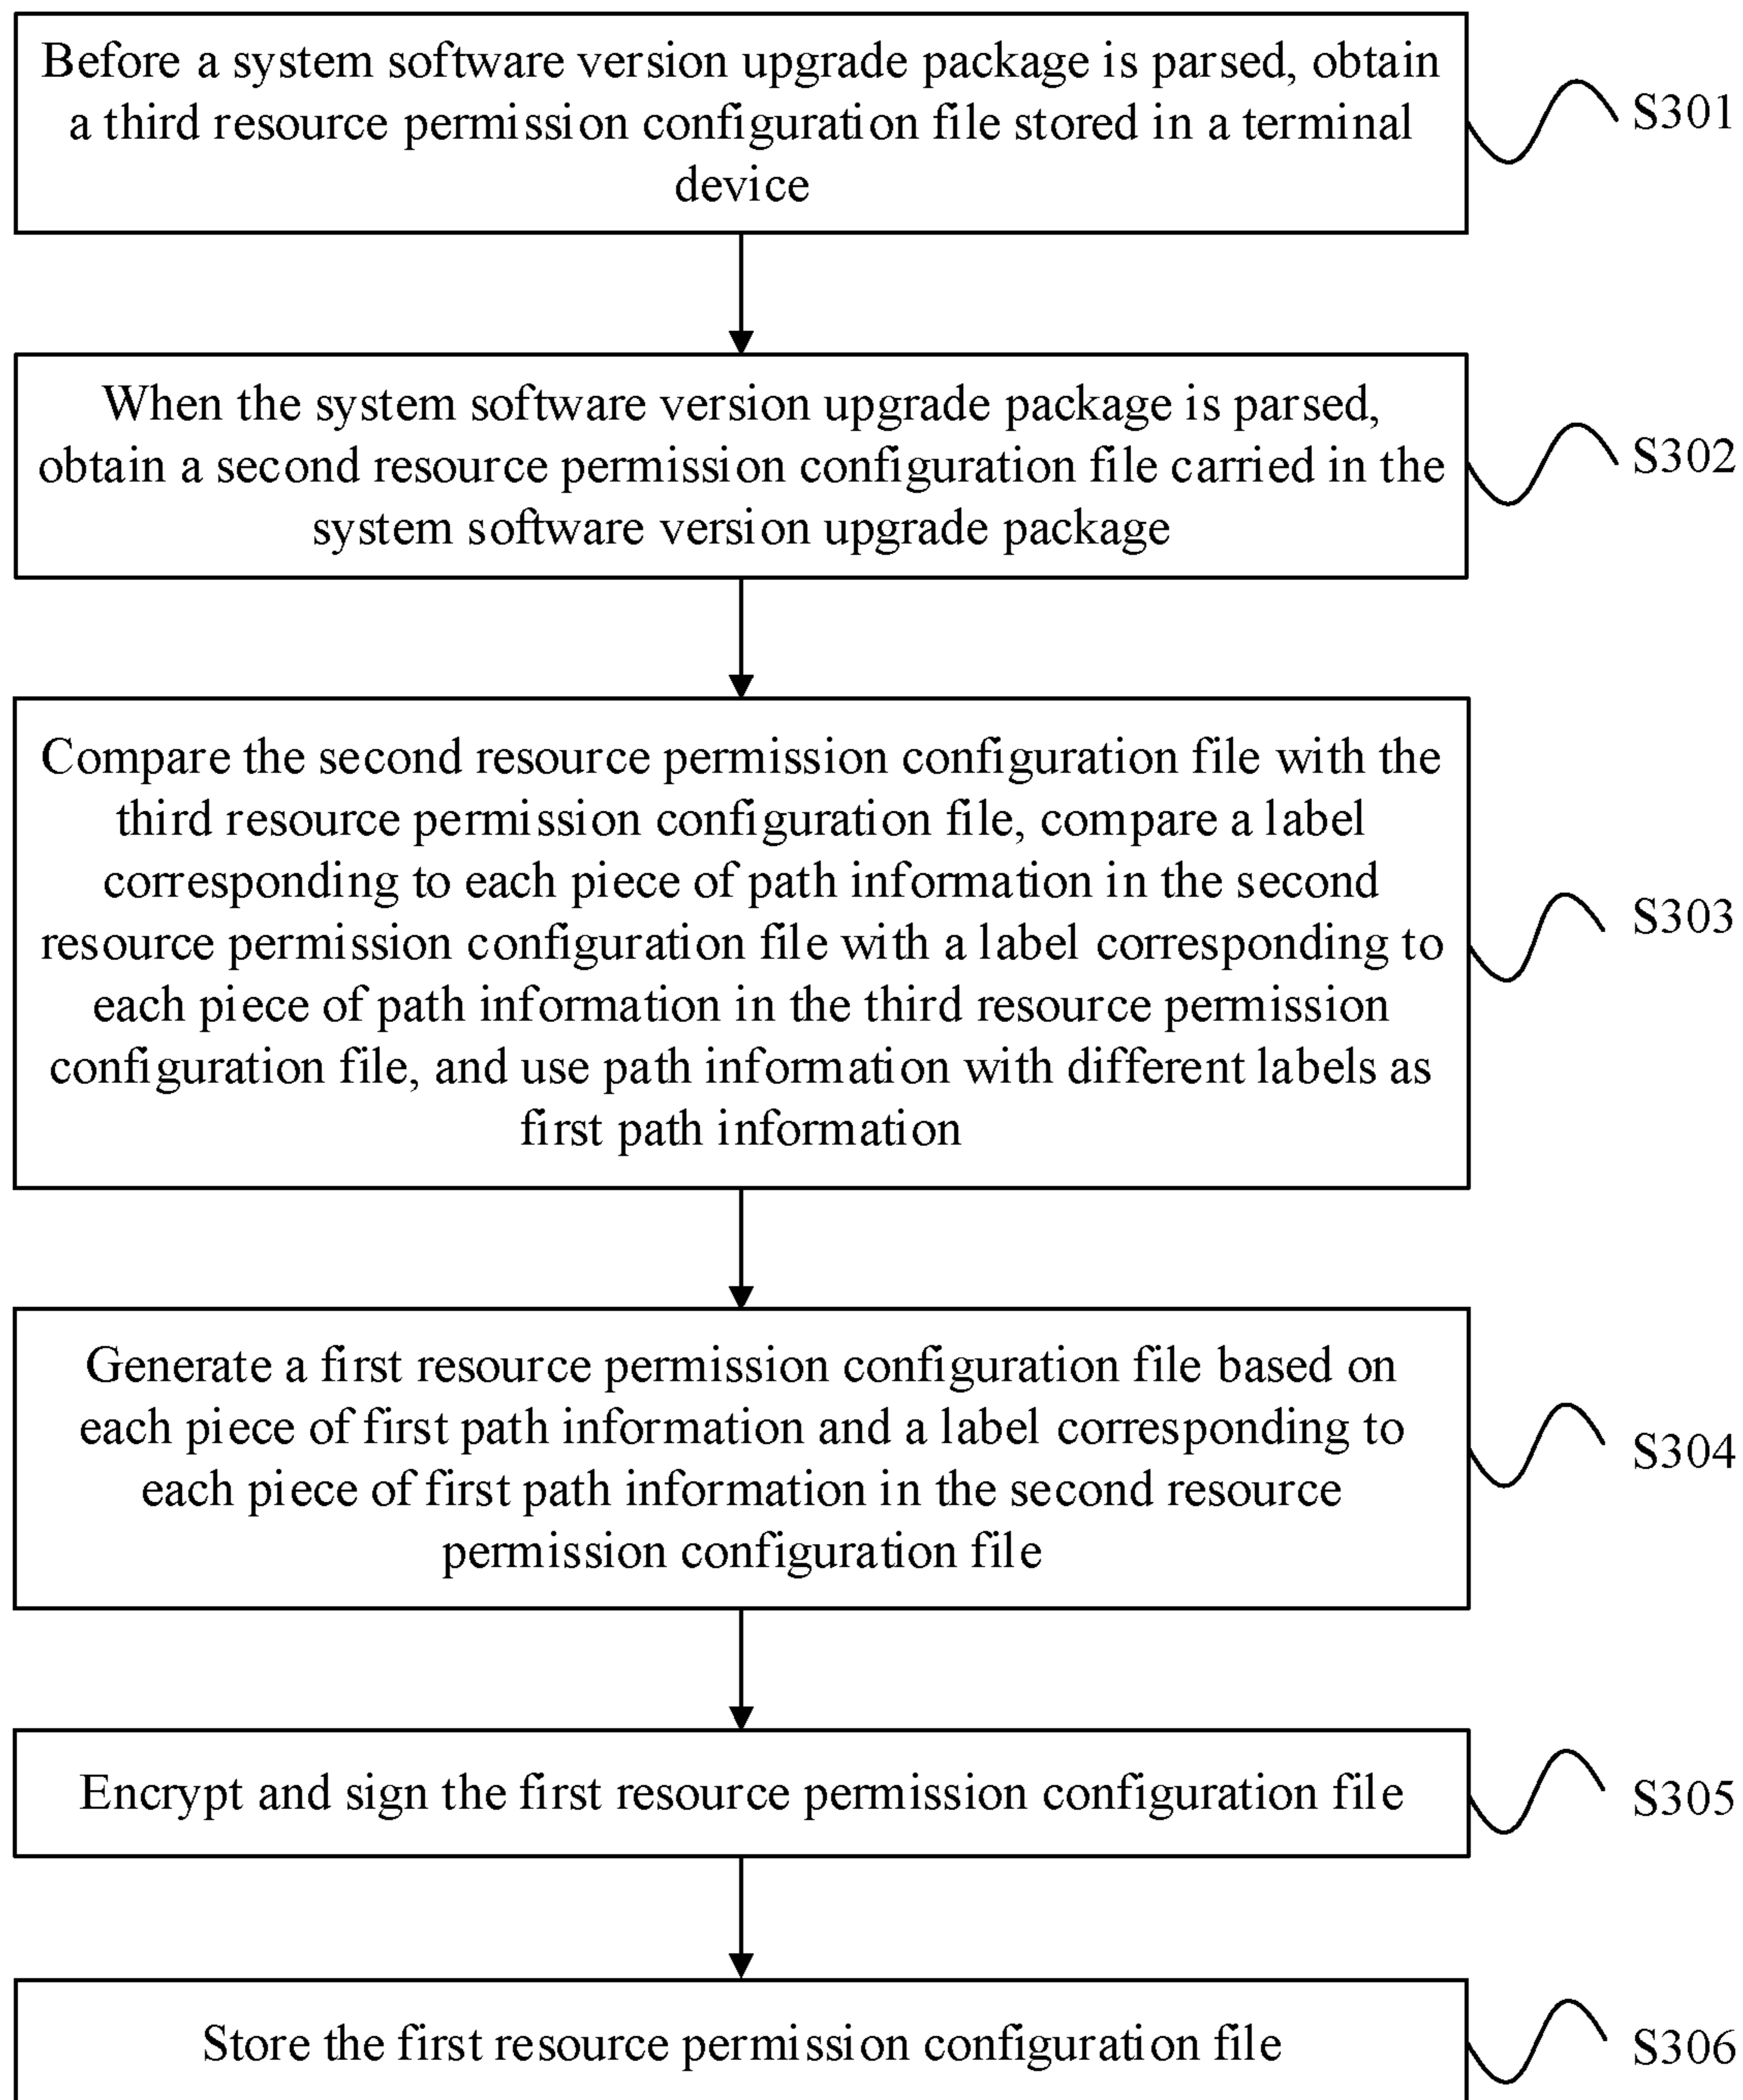 Before a system software version upgrade package is parsed, obtain
a third resource permission configuration file stored in a terminal
device
S301
When the system software version upgrade package is parsed,
obtain a second resource permission configuration file carried in the
system software version upgrade package
S302
Compare the second resource permission configuration file with the
third resource permission configuration file, compare a label
corresponding to each piece of path information in the second
resource permission configuration file with a label corresponding to
each piece of path information in the third resource permission
configuration file, and use path information with different labels as
first path information
S303
Generate a first resource permission configuration file based on
each piece of first path information and a label corresponding to
each piece of first path information in the second resource
permission configuration file
S304
Encrypt and sign the first resource permission configuration file
S305
Store the first resource permission configuration file
S306